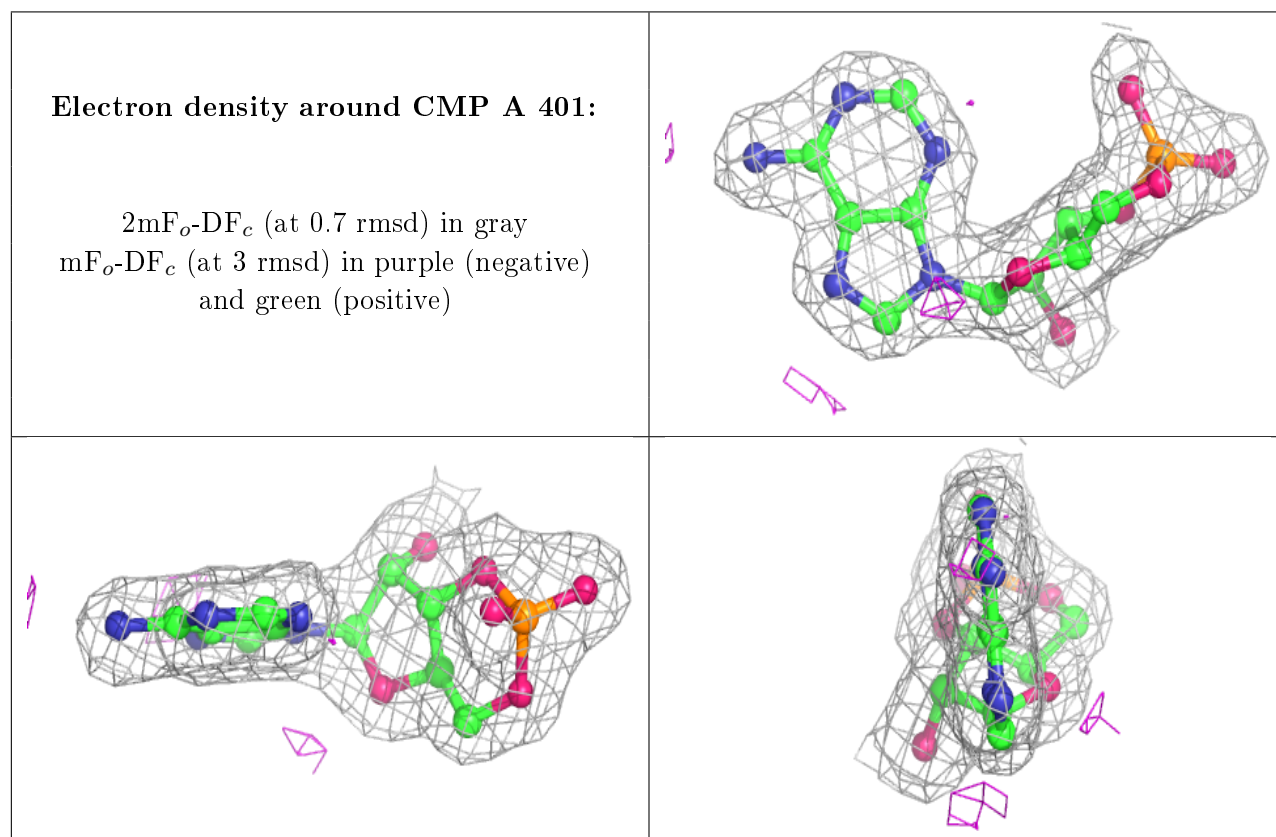 Electron density around CMP A 401:
2mFo-DFc (at 0.7 rmsd) in gray
mFo-DFc (at 3 rmsd) in purple (negative)
and green (positive)